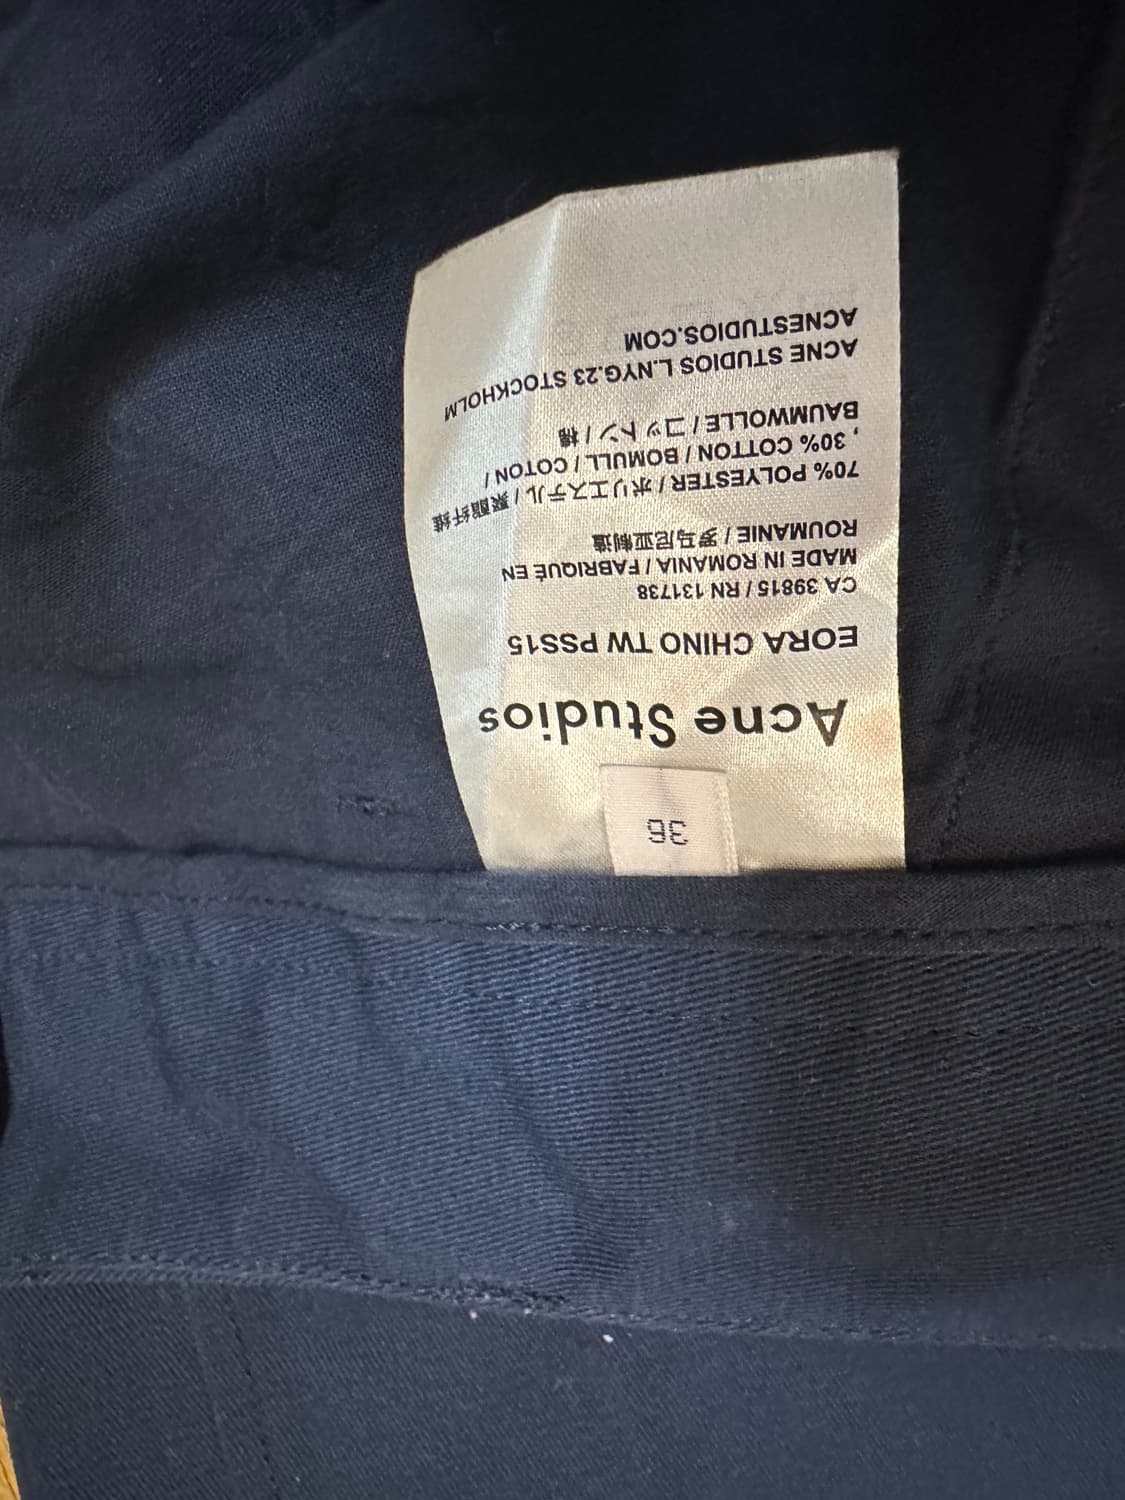 36
Acne Studios
EORA CHINO TW PSS15
CA 39815 / RN 131738
MADE IN ROMANIA / FABRIQUÉ EN
ROUMANIE / 罗马尼亚制造
70% POLYESTER / ポリエステル / 聚酯纤维
, 30% COTTON / BOMULL / COTON /
BAUMWOLLE / コットン / 棉
ACNE STUDIOS L.NYG.23 STOCKHOLM
ACNESTUDIOS.COM